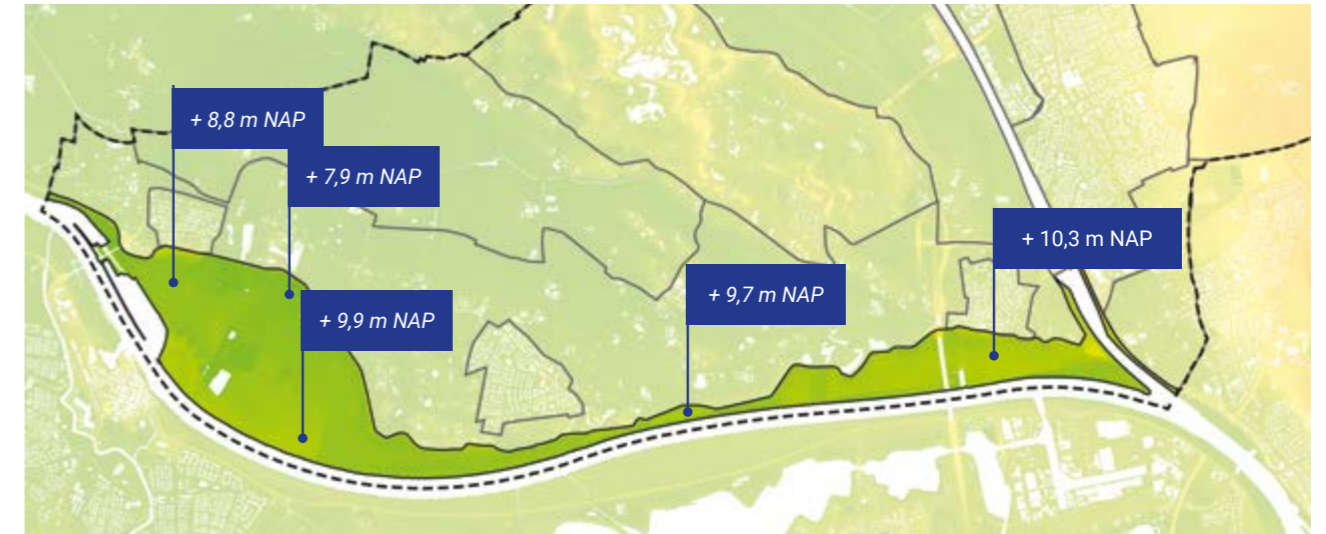 + 8,8 m NAP
+ 7,9 m NAP
+ 9,9 m NAP
+ 9,7 m NAP
+ 10,3 m NAP